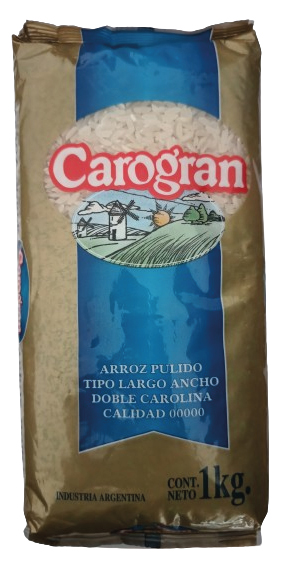 Carogran
ARROZ PULIDO
TIPO LARGO ANCHO
DOBLE CAROLINA
CALIDAD 00000
INDUSTRIA ARGENTINA
CONT.
NETO 1kg.